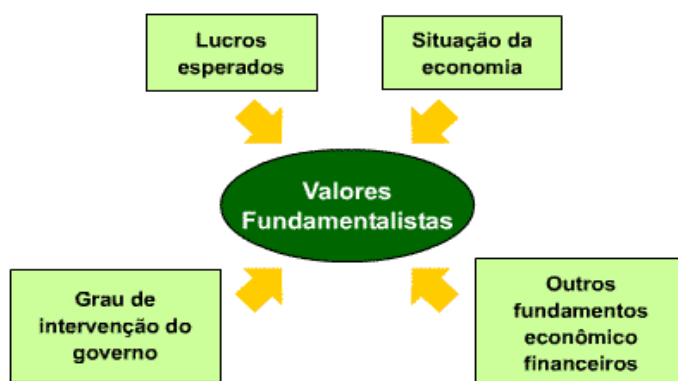 Lucros
esperados
Situação da
economia
Valores
Fundamentalistas
Grau de
intervenção do
governo
Outros
fundamentos
econômico
financeiros